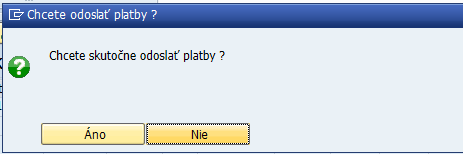 Chcete odoslať platby ?
Chcete skutočne odoslať platby ?
Áno
Nie